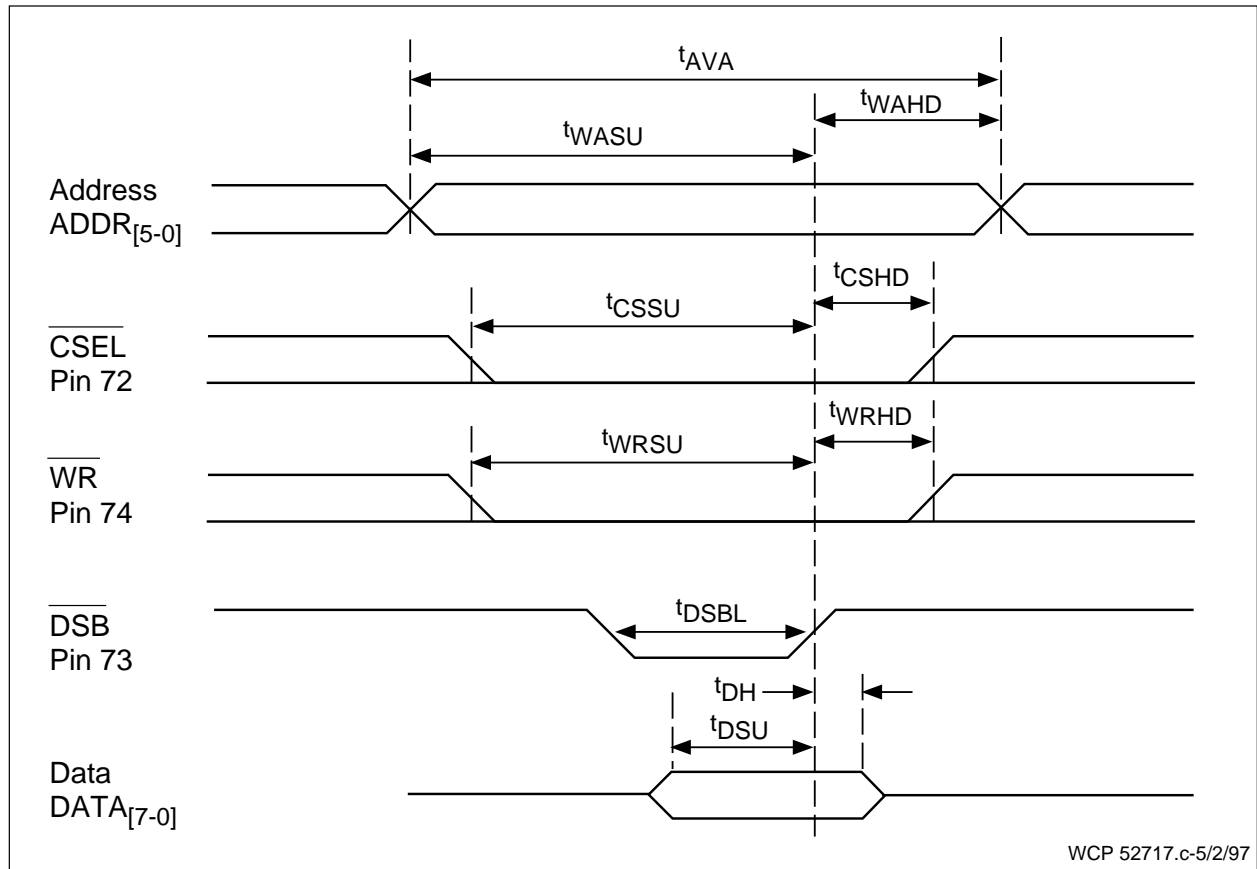 tAVA
tWAHD
tWASU
Address
ADDR[5-0]
tCSHD
tCSSU
CSEL
Pin 72
tWRHD
tWRSU
WR
Pin 74
tDSBL
DSB
Pin 73
tDH
tDSU
Data
DATA[7-0]
WCP 52717.c-5/2/97